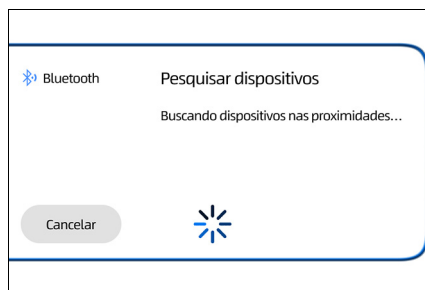 Bluetooth
Pesquisar dispositivos
Buscando dispositivos nas proximidades…
Cancelar